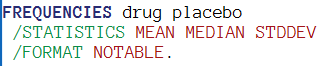 FREQUENCIES drug placebo
/STATISTICS MEAN MEDIAN STDDEV
/FORMAT NOTABLE.